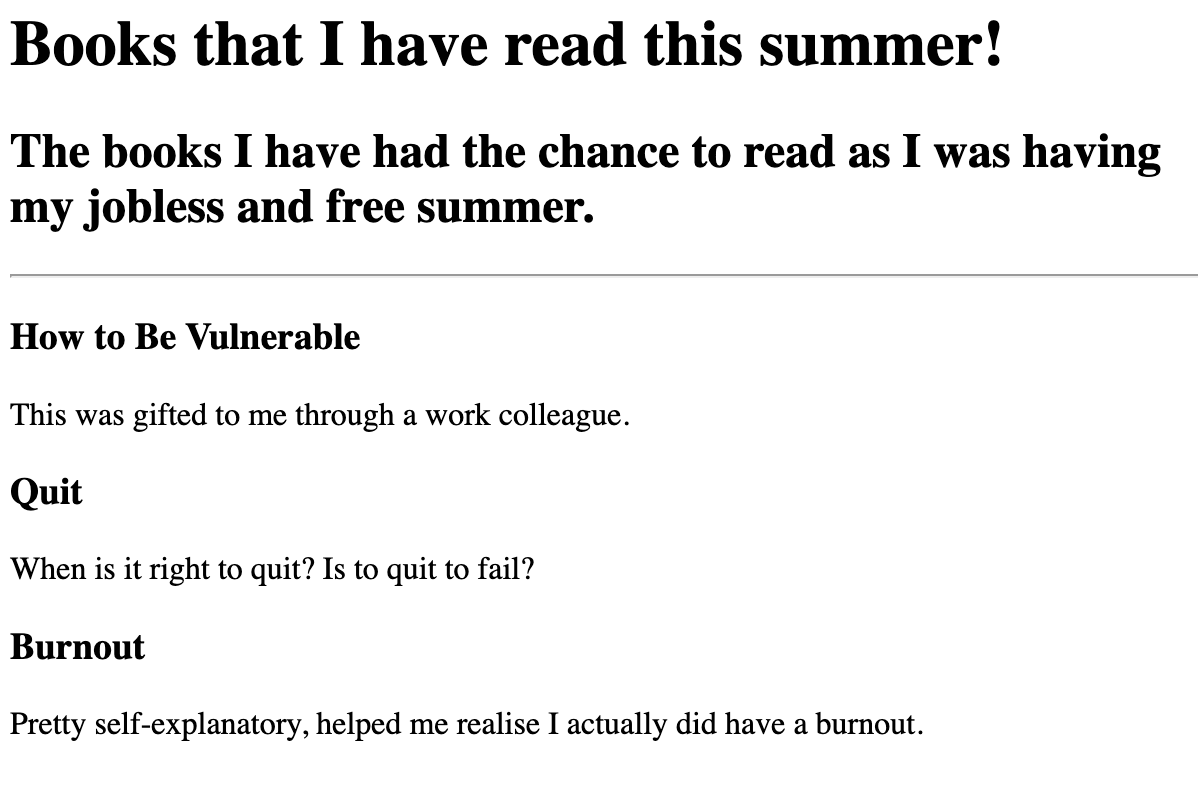 Books that I have read this summer!
The books I have had the chance to read as I was having
my jobless and free summer.
How to Be Vulnerable
This was gifted to me through a work colleague.
Quit
When is it right to quit? Is to quit to fail?
Burnout
Pretty self-explanatory, helped me realise I actually did have a burnout.